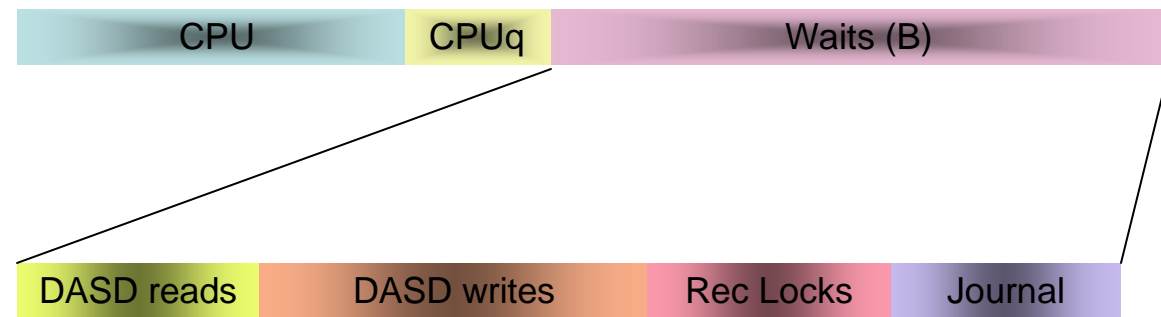 CPU CPUq Waits (B)
DASD reads DASD writes Rec Locks Journal